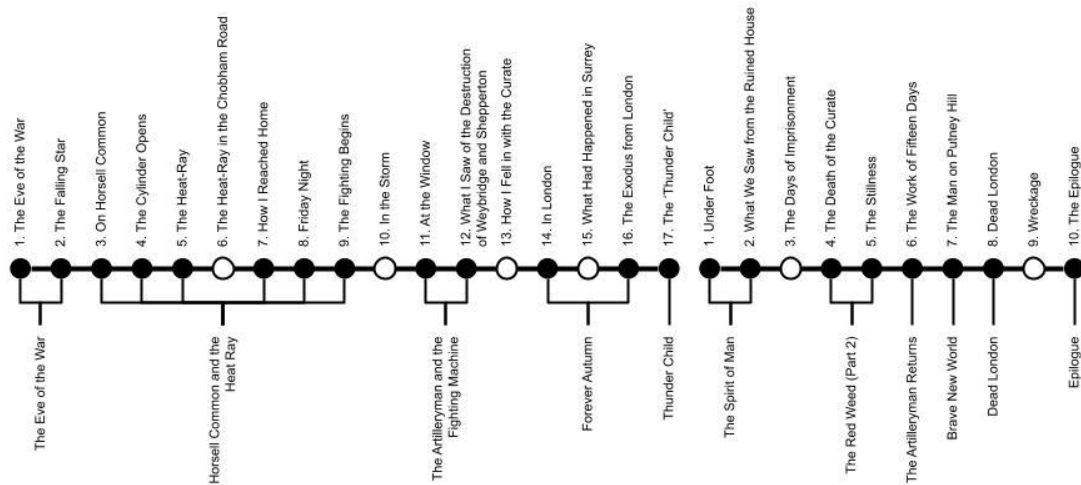 1. The Eve of the War
2. The Falling Star
3. On Horsell Common
4. The Cylinder Opens
5. The Heat-Ray
6. The Heat-Ray in the Chobham Road
7. How I Reached Home
8. Friday Night
9. The Fighting Begins
10. In the Storm
11. At the Window
12. What I Saw of the Destruction
of Weybridge and Shepperton
13. How I Fell in with the Curate
14. In London
15. What Had Happened in Surrey
16. The Exodus from London
17. The ‘Thunder Child’
1. Under Foot
2. What We Saw from the Ruined House
3. The Days of Imprisonment
4. The Death of the Curate
5. The Stillness
6. The Work of Fifteen Days
7. The Man on Putney Hill
8. Dead London
9. Wreckage
10. The Epilogue
The Eve of the War
Horsell Common and the
Heat Ray
The Artilleryman and the
Fighting Machine
Forever Autumn
Thunder Child
The Spirit of Man
The Red Weed (Part 2)
The Artilleryman Returns
Brave New World
Dead London
Epilogue